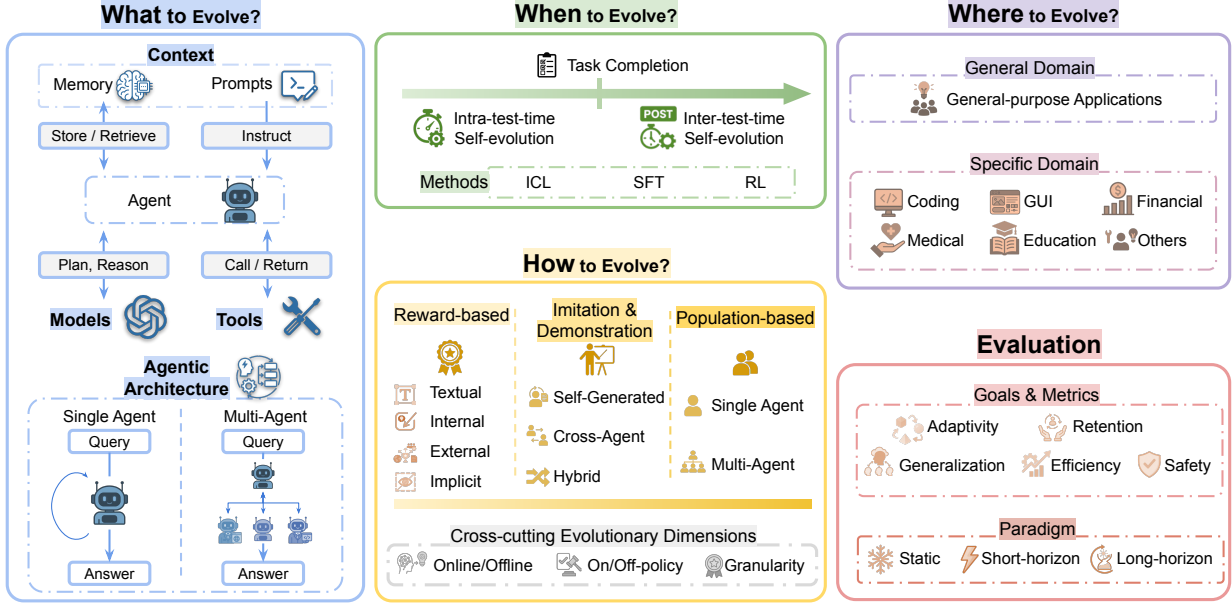 What to Evolve?
Context
Memory
Prompts
Store / Retrieve
Instruct
Agent
Plan, Reason
Call / Return
Models
Tools
Agentic
Architecture
Single Agent
Multi-Agent
Query
Query
Answer
Answer
When to Evolve?
Task Completion
Intra-test-time
Self-evolution
POST
Inter-test-time
Self-evolution
Methods
ICL
SFT
RL
How to Evolve?
Reward-based
Textual
Internal
External
Implicit
Imitation &
Demonstration
Self-Generated
Cross-Agent
Hybrid
Population-based
Single Agent
Multi-Agent
Cross-cutting Evolutionary Dimensions
Online/Offline
On/Off-policy
Granularity
Where to Evolve?
General Domain
General-purpose Applications
Specific Domain
Coding
GUI
Financial
Medical
Education
Others
Evaluation
Goals & Metrics
Adaptivity
Retention
Generalization
Efficiency
Safety
Paradigm
Static
Short-horizon
Long-horizon